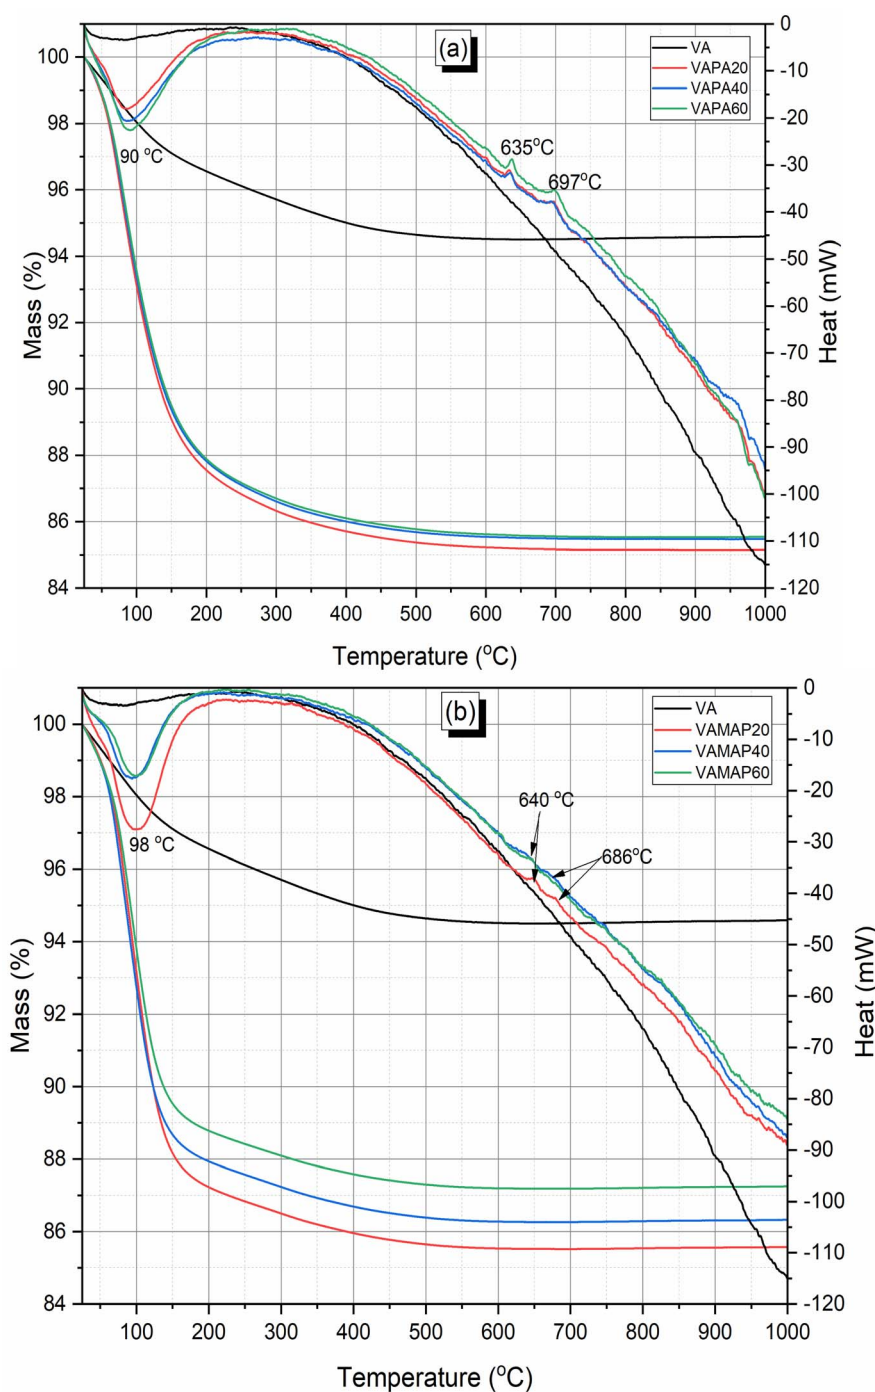 (a)
VA
VAPA20
VAPA40
VAPA60
90 °C
635°C
697°C
Mass (%)
100
98
96
94
92
90
88
86
84
Heat (mW)
0
-10
-20
-30
-40
-50
-60
-70
-80
-90
-100
-110
-120
100 200 300 400 500 600 700 800 900 1000
Temperature (°C)
(b)
VA
VAMAP20
VAMAP40
VAMAP60
98 °C
640 °C
686°C
Mass (%)
100
98
96
94
92
90
88
86
84
Heat (mW)
0
-10
-20
-30
-40
-50
-60
-70
-80
-90
-100
-110
-120
100 200 300 400 500 600 700 800 900 1000
Temperature (°C)